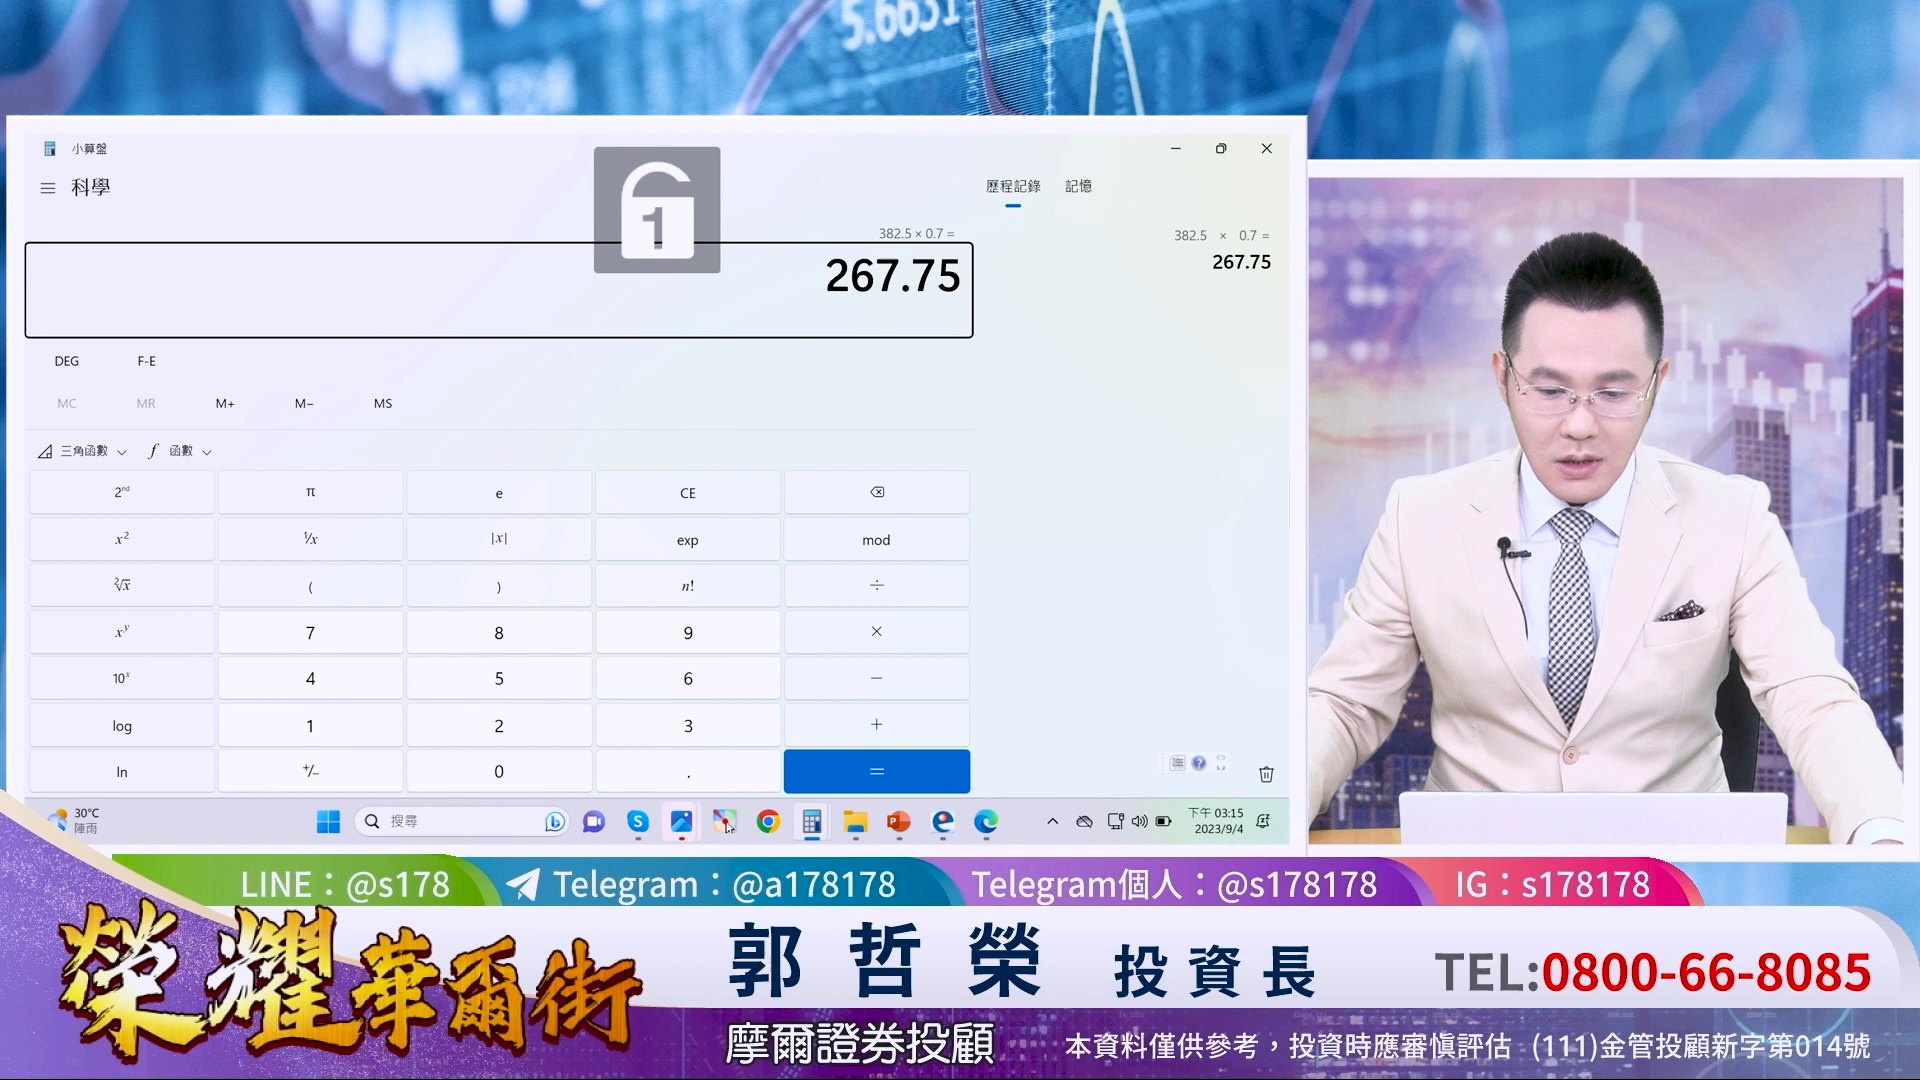 5.6631
小算盤
科學
1
歷程記錄 記憶
382.5 × 0.7 =
267.75
382.5 × 0.7 =
267.75
DEG F-E
MC MR M+ M− MS
三角函數 f 函數
2nd π e CE
x2 1/x |x| exp mod
2√x ( ) n! ÷
xy 7 8 9 ×
10x 4 5 6 −
log 1 2 3 +
ln +/− 0 . =
30°C
陣雨
搜尋
下午 03:15
2023/9/4
LINE：@s178
Telegram：@a178178
Telegram個人：@s178178
IG：s178178
榮耀華爾街
郭哲榮 投資長
TEL:0800-66-8085
摩爾證券投顧
本資料僅供參考，投資時應審慎評估 (111)金管投顧新字第014號